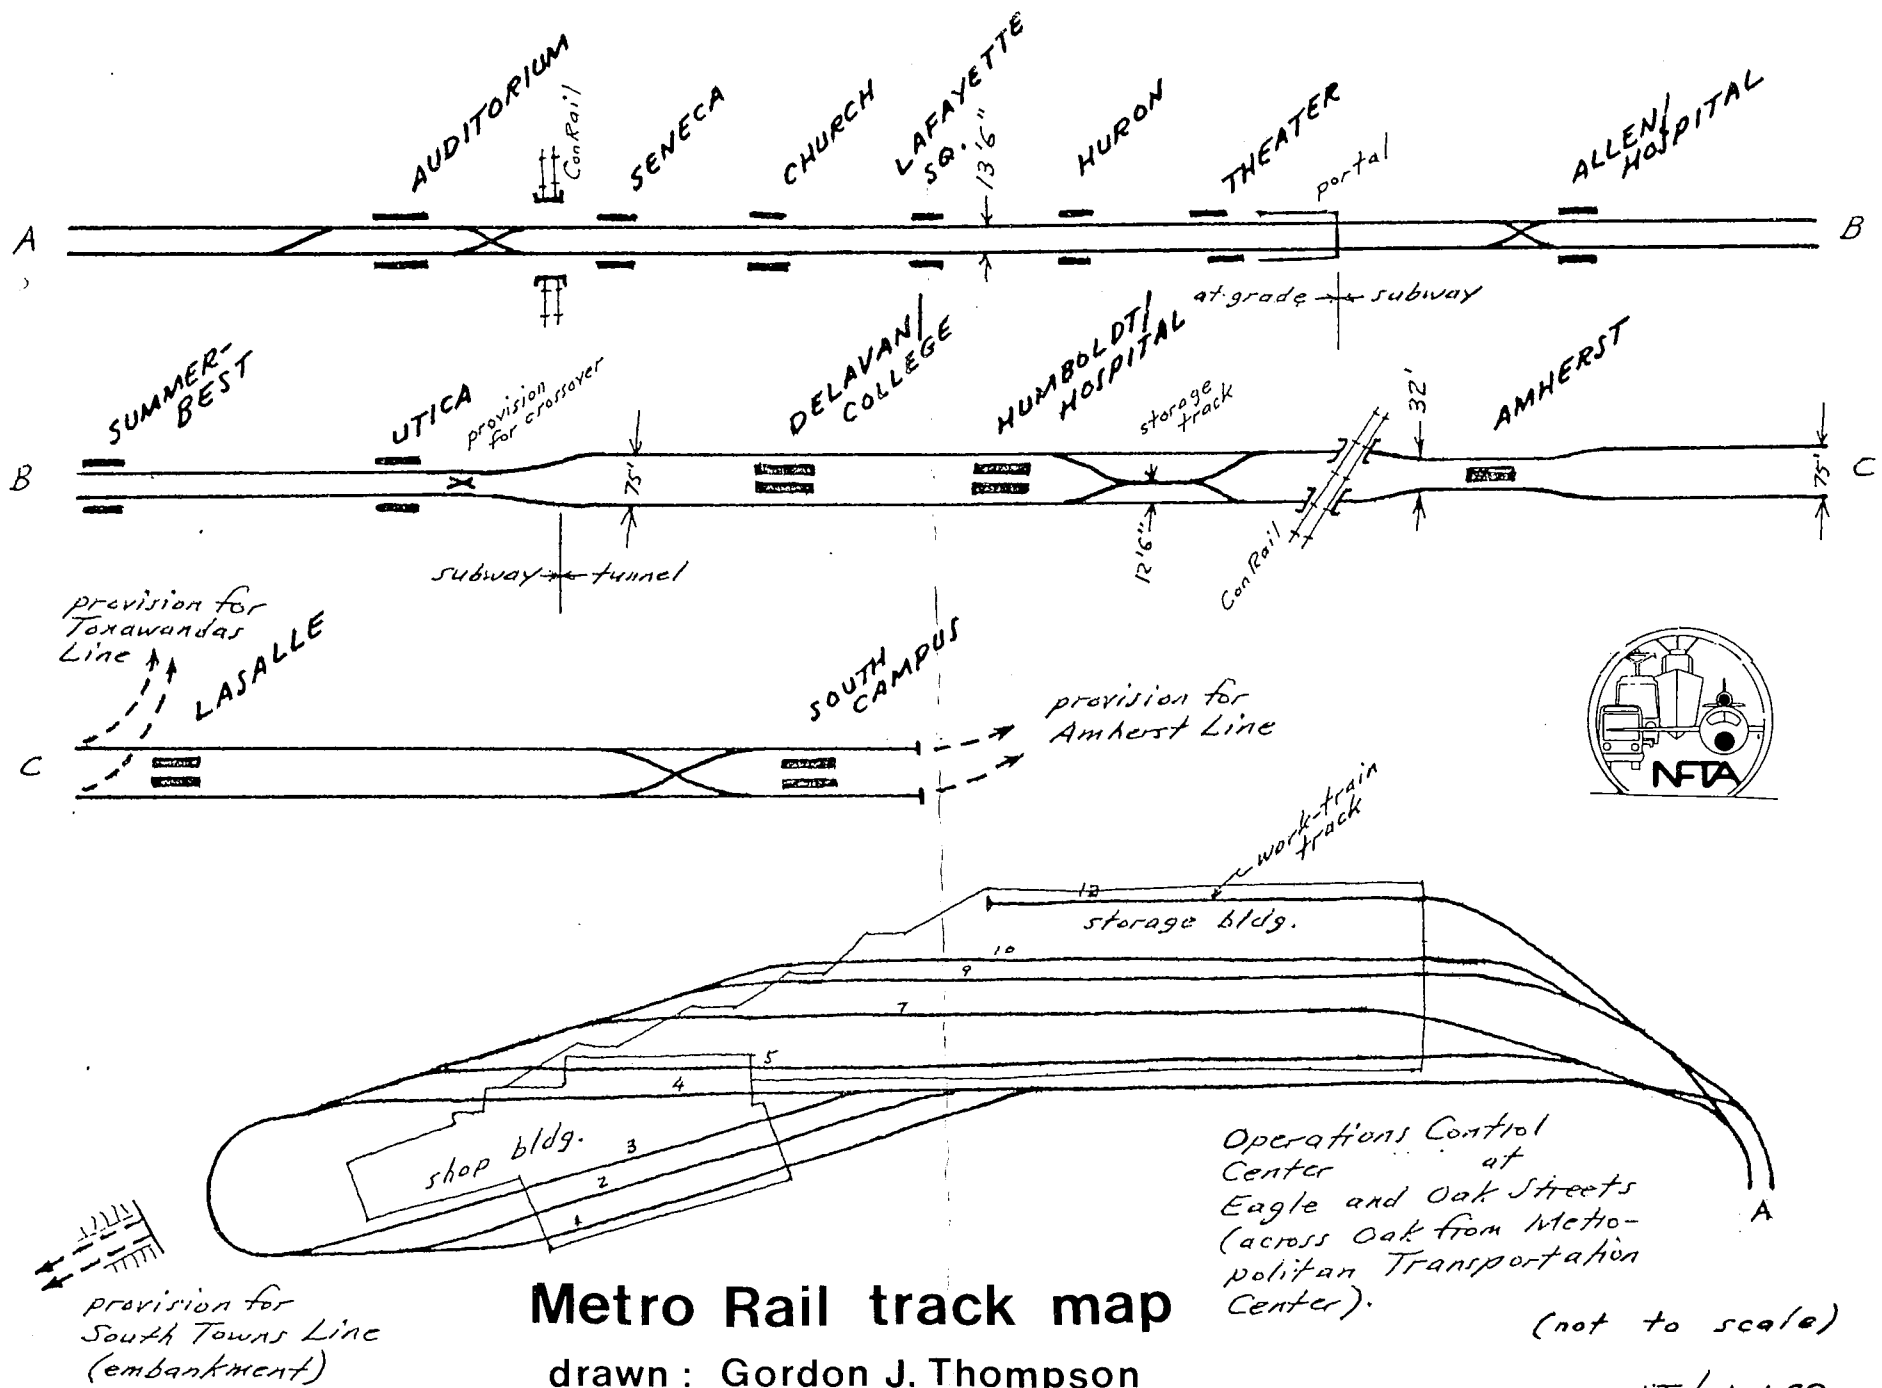 AUDITORIUM
ConRail
SENECA
CHURCH
LAFAYETTE
SQ.
13'6"
HURON
THEATER
portal
ALLEN/
HOSPITAL
A
B
at grade
subway
SUMMER-
BEST
UTICA
provision
for crossover
75'
DELAVAN/
COLLEGE
HUMBOLDT/
HOSPITAL
storage
track
12'6"
ConRail
32'
AMHERST
75'
B
C
subway
tunnel
provision for
Tonawandas
Line
LASALLE
SOUTH
CAMPUS
provision for
Amherst Line
C
NFTA
work-train
track
12
storage bldg.
10
9
7
5
4
3
2
1
shop bldg.
A
Operations Control
Center
at
Eagle and Oak Streets
(across Oak from Metro-
politan Transportation
Center).
provision for
South Towns Line
(embankment)
Metro Rail track map
drawn: Gordon J. Thompson
(not to scale)